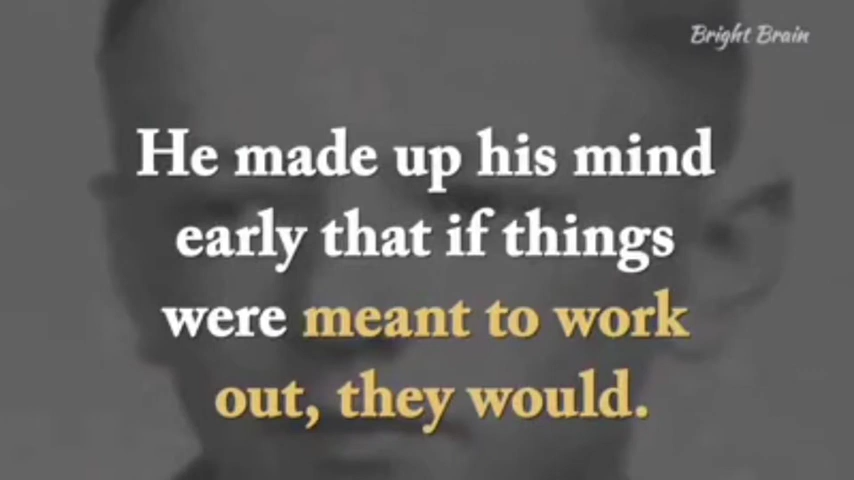 Bright Brain
He made up his mind
early that if things
were meant to work
out, they would.